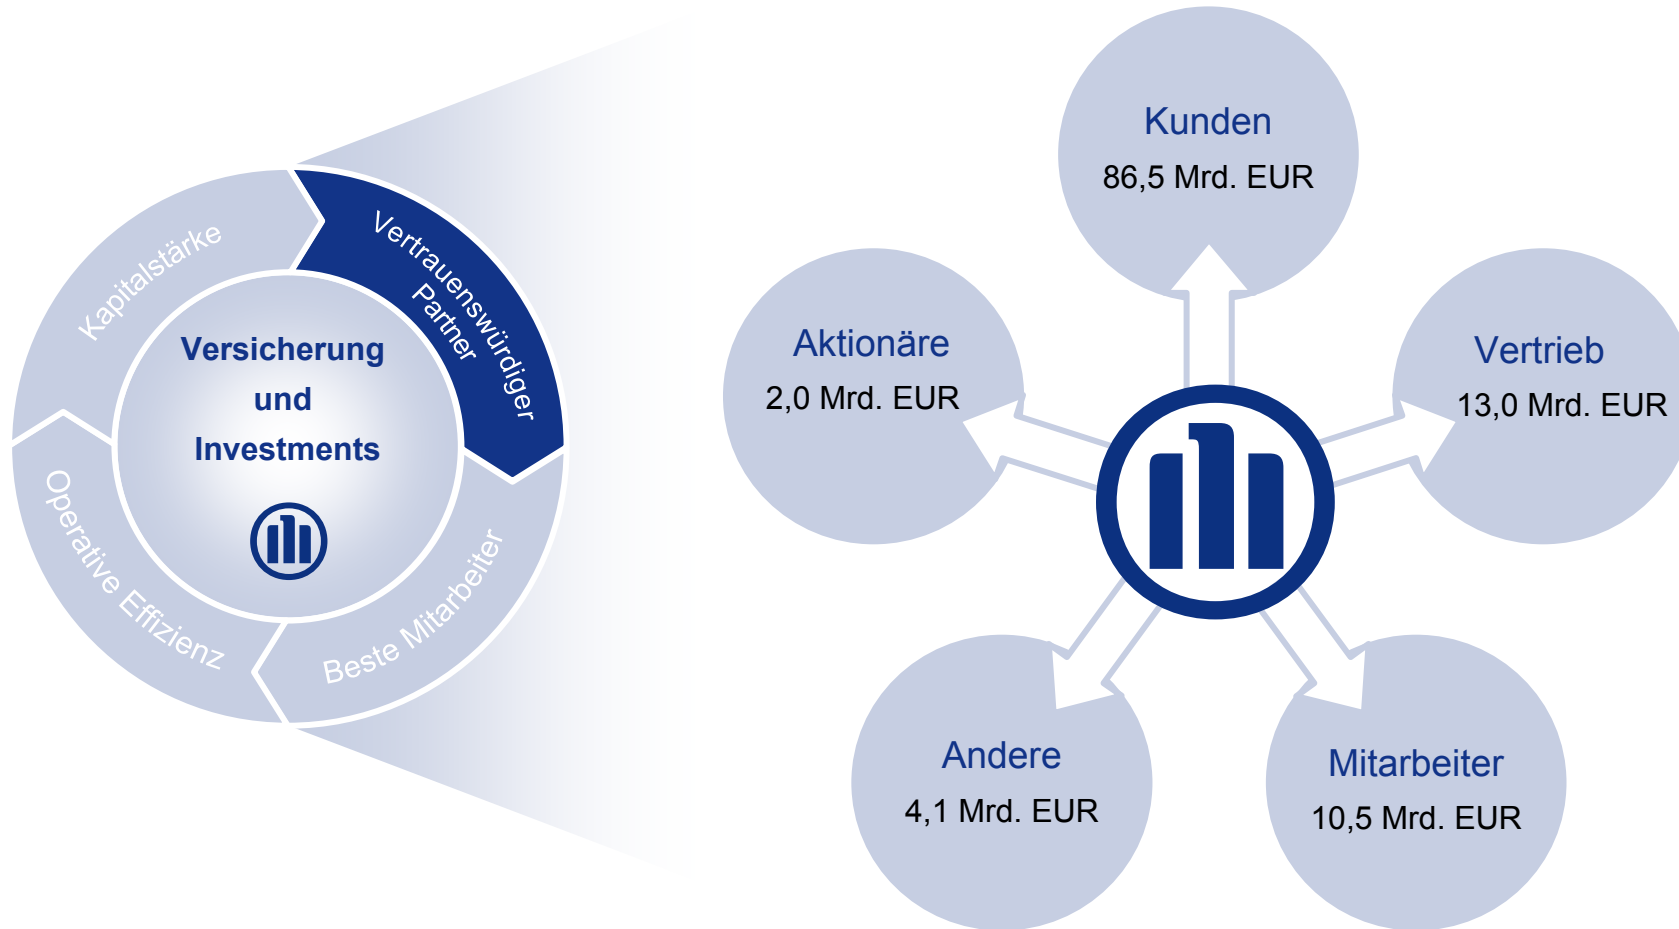 Kapitalstärke
Vertrauenswürdiger
Partner
Beste Mitarbeiter
Operative Effizienz
Versicherung
und
Investments
Kunden
86,5 Mrd. EUR
Aktionäre
2,0 Mrd. EUR
Vertrieb
13,0 Mrd. EUR
Andere
4,1 Mrd. EUR
Mitarbeiter
10,5 Mrd. EUR